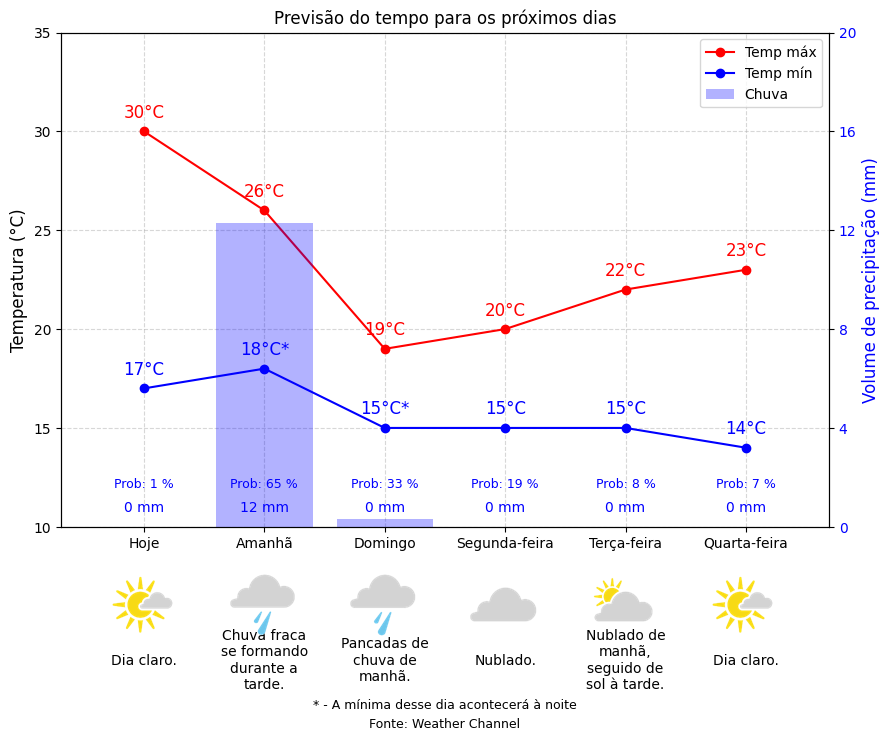 Previsão do tempo para os próximos dias
35
30
25
20
15
10
Temperatura (°C)
20
16
12
8
4
0
Volume de precipitação (mm)
Temp máx
Temp mín
Chuva
30°C
26°C
19°C
20°C
22°C
23°C
17°C
18°C*
15°C*
15°C
15°C
14°C
Prob: 1 %
Prob: 65 %
Prob: 33 %
Prob: 19 %
Prob: 8 %
Prob: 7 %
0 mm
12 mm
0 mm
0 mm
0 mm
0 mm
Hoje
Amanhã
Domingo
Segunda-feira
Terça-feira
Quarta-feira
Dia claro.
Chuva fraca
se formando
durante a
tarde.
Pancadas de
chuva de
manhã.
Nublado.
Nublado de
manhã,
seguido de
sol à tarde.
Dia claro.
* - A mínima desse dia acontecerá à noite
Fonte: Weather Channel